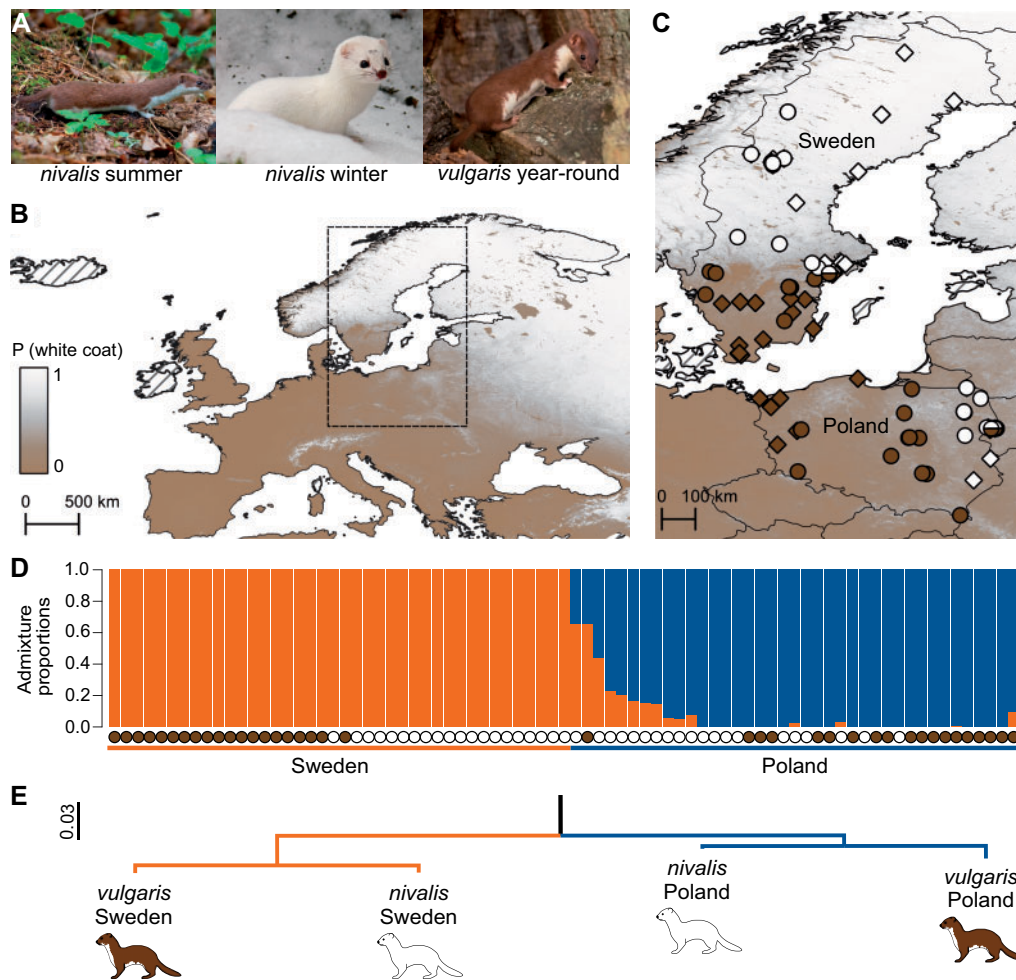 A
nivalis summer
nivalis winter
vulgaris year-round
B
P (white coat)
1
0
0 500 km
C
Sweden
Poland
0 100 km
D
Admixture
proportions
1.0
0.8
0.6
0.4
0.2
0.0
Sweden
Poland
E
0.03
vulgaris
Sweden
nivalis
Sweden
nivalis
Poland
vulgaris
Poland